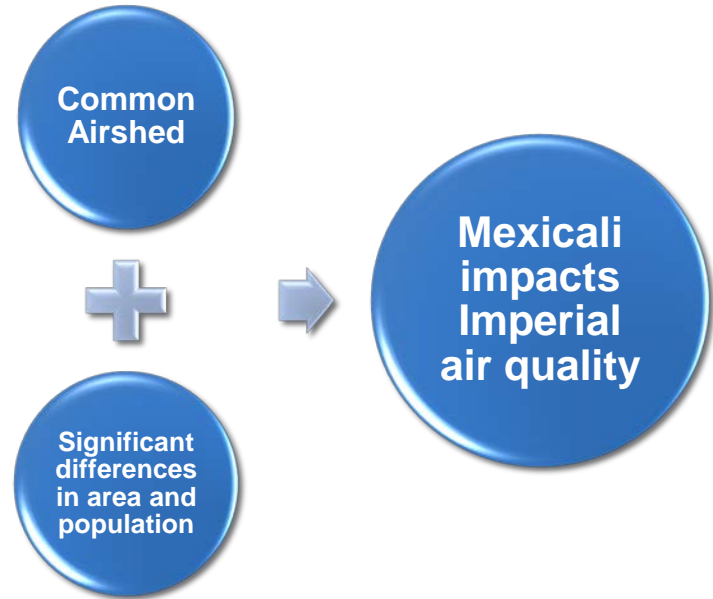 Common
Airshed
Significant
differences
in area and
population
Mexicali
impacts
Imperial
air quality